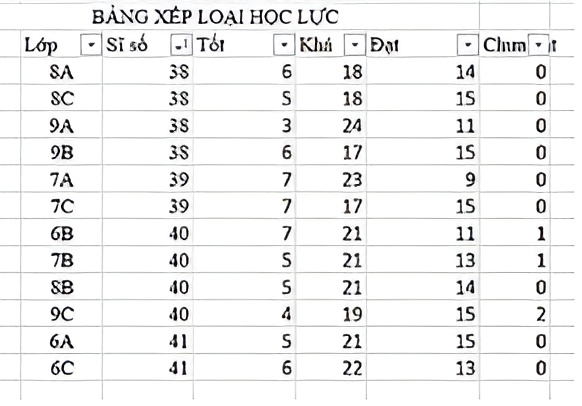 BẢNG XẾP LOẠI HỌC LỰC
Lớp Sĩ số Tốt Khá Đạt
8A 38 6 18 14 0
8C 38 5 18 15 0
9A 38 3 24 11 0
9B 38 6 17 15 0
7A 39 7 23 9 0
7C 39 7 17 15 0
6B 40 7 21 11 1
7B 40 5 21 13 1
8B 40 5 21 14 0
9C 40 4 19 15 2
6A 41 5 21 15 0
6C 41 6 22 13 0